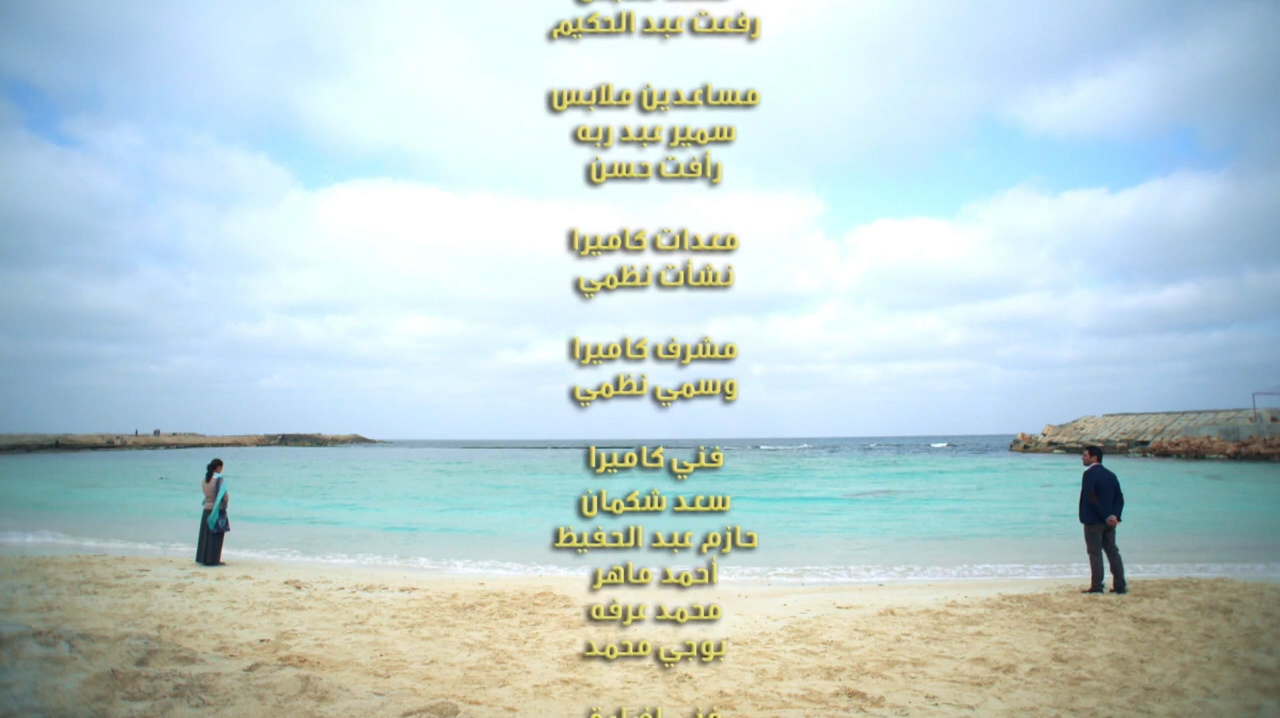 رفعت عبد الحكيم
مساعدين ملابس
سمير عبد ربه
رأفت حسن
معدات كاميرا
نشأت نظمي
مشرف كاميرا
وسمي نظمي
فني كاميرا
سعد شكمان
حازم عبد الحفيظ
أحمد ماهر
محمد عرفه
بوجي محمد